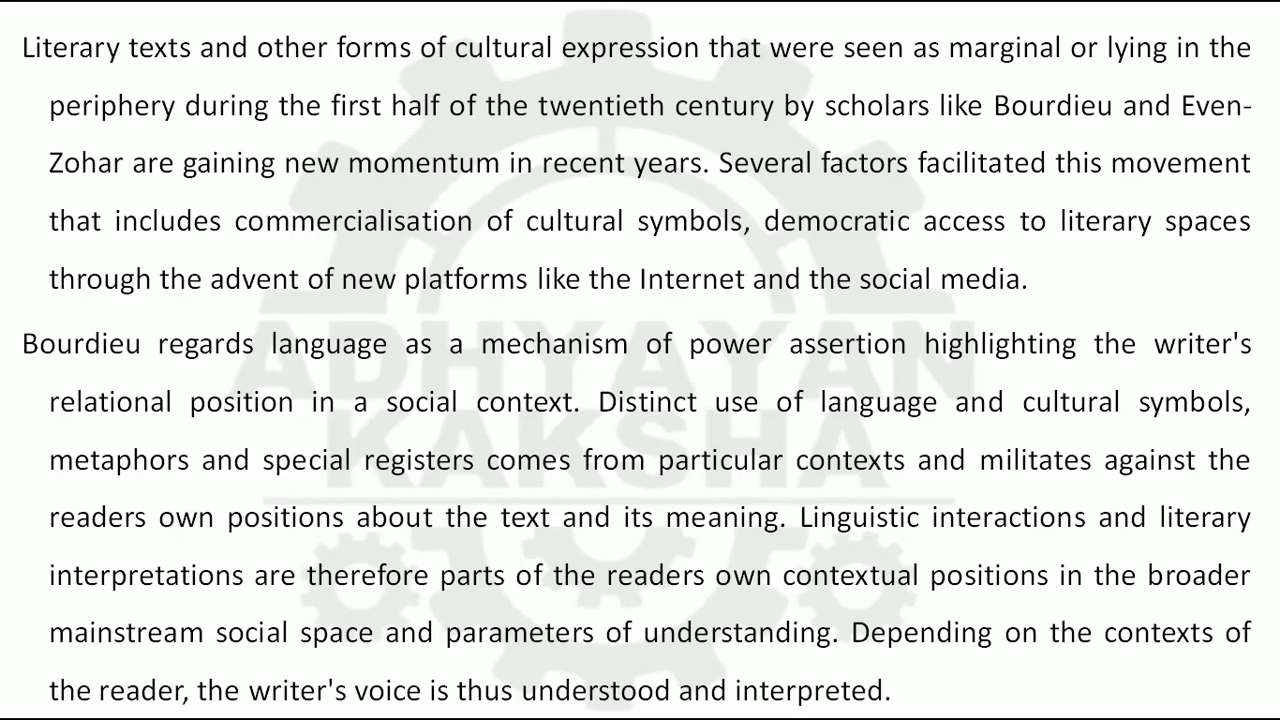 Literary texts and other forms of cultural expression that were seen as marginal or lying in the
periphery during the first half of the twentieth century by scholars like Bourdieu and Even-
Zohar are gaining new momentum in recent years. Several factors facilitated this movement
that includes commercialisation of cultural symbols, democratic access to literary spaces
through the advent of new platforms like the Internet and the social media.
Bourdieu regards language as a mechanism of power assertion highlighting the writer's
relational position in a social context. Distinct use of language and cultural symbols,
metaphors and special registers comes from particular contexts and militates against the
readers own positions about the text and its meaning. Linguistic interactions and literary
interpretations are therefore parts of the readers own contextual positions in the broader
mainstream social space and parameters of understanding. Depending on the contexts of
the reader, the writer's voice is thus understood and interpreted.
ADHYAYAN
KAKSHA